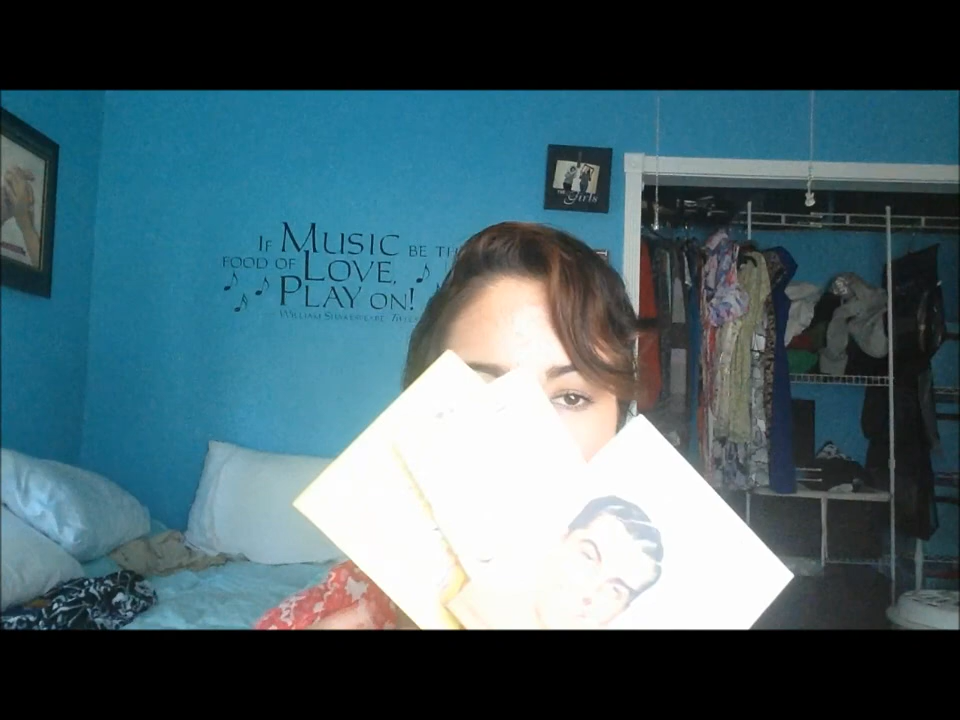 Girls
IF MUSIC BE TH
FOOD OF LOVE,
PLAY ON!
WILLIAM SHAKESPEARE